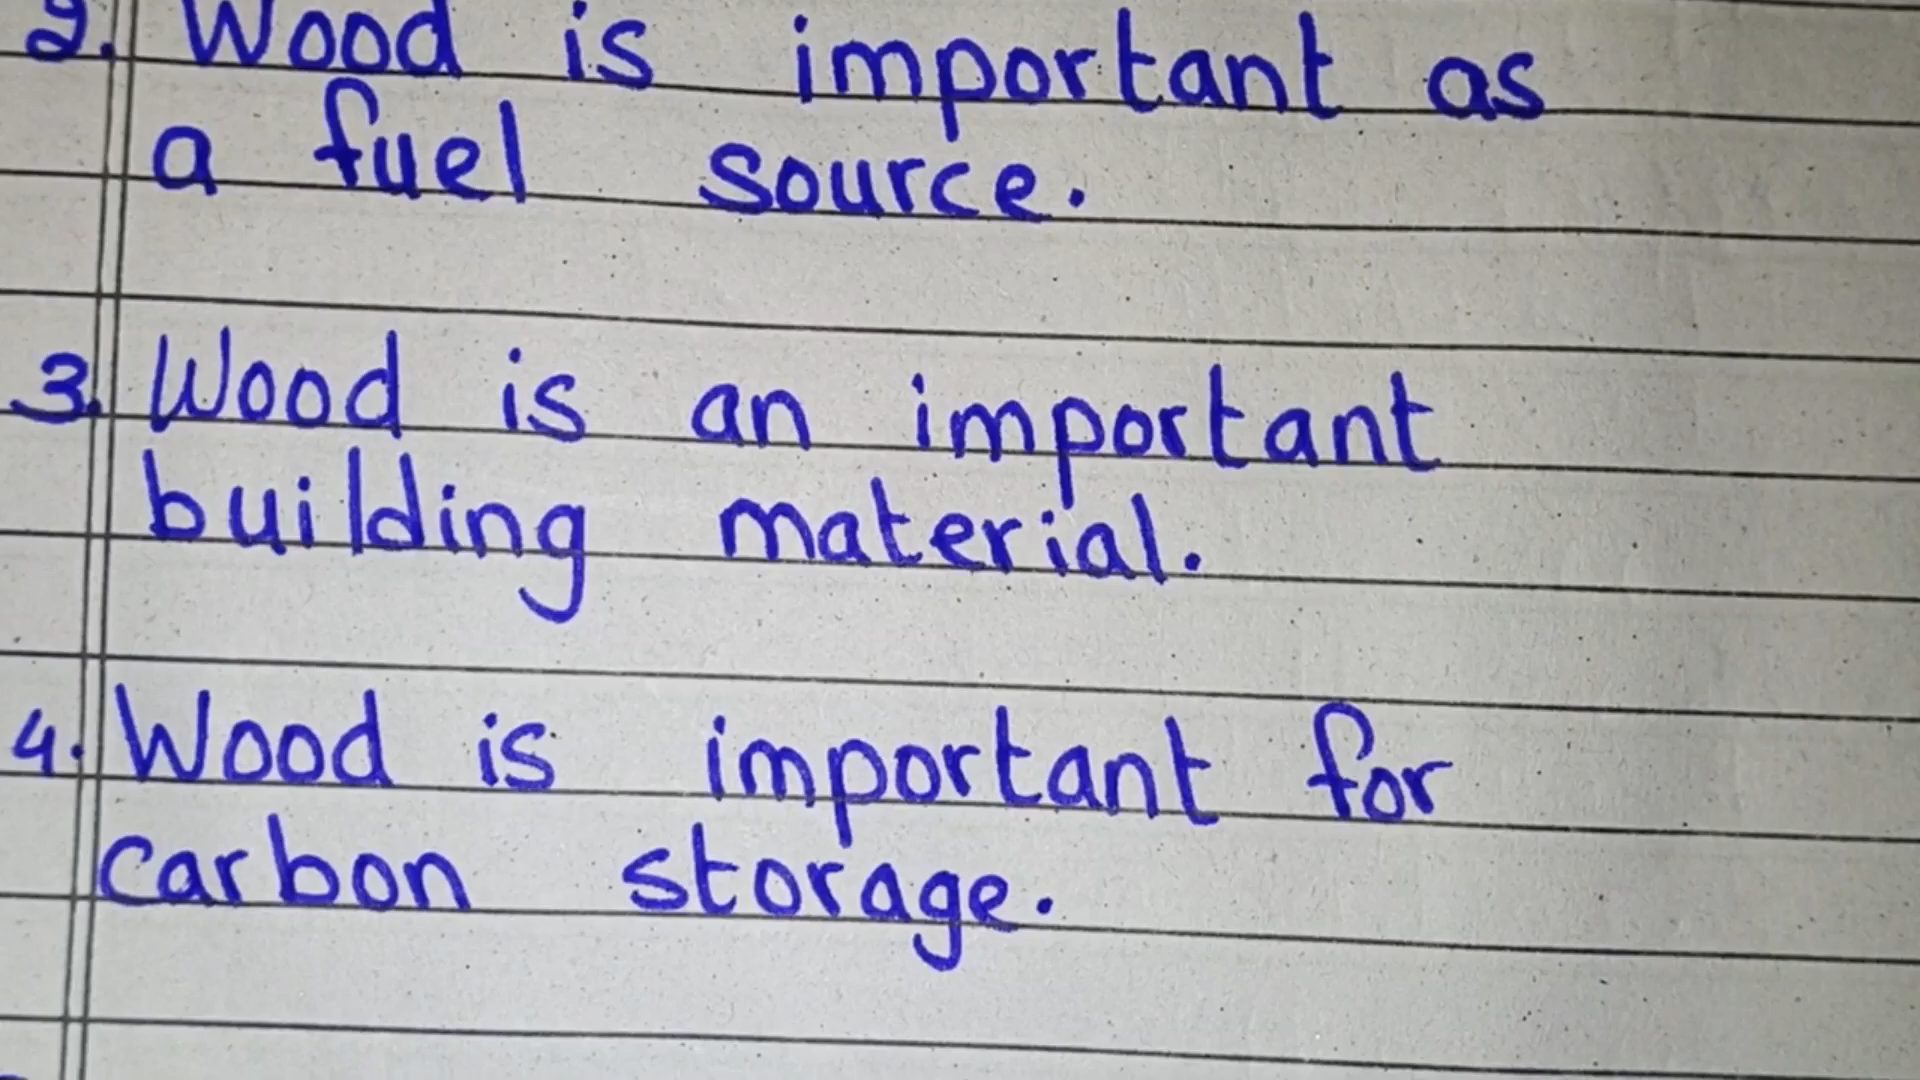 2. Wood is important as
a fuel source.
3. Wood is an important
building material.
4. Wood is important for
carbon storage.